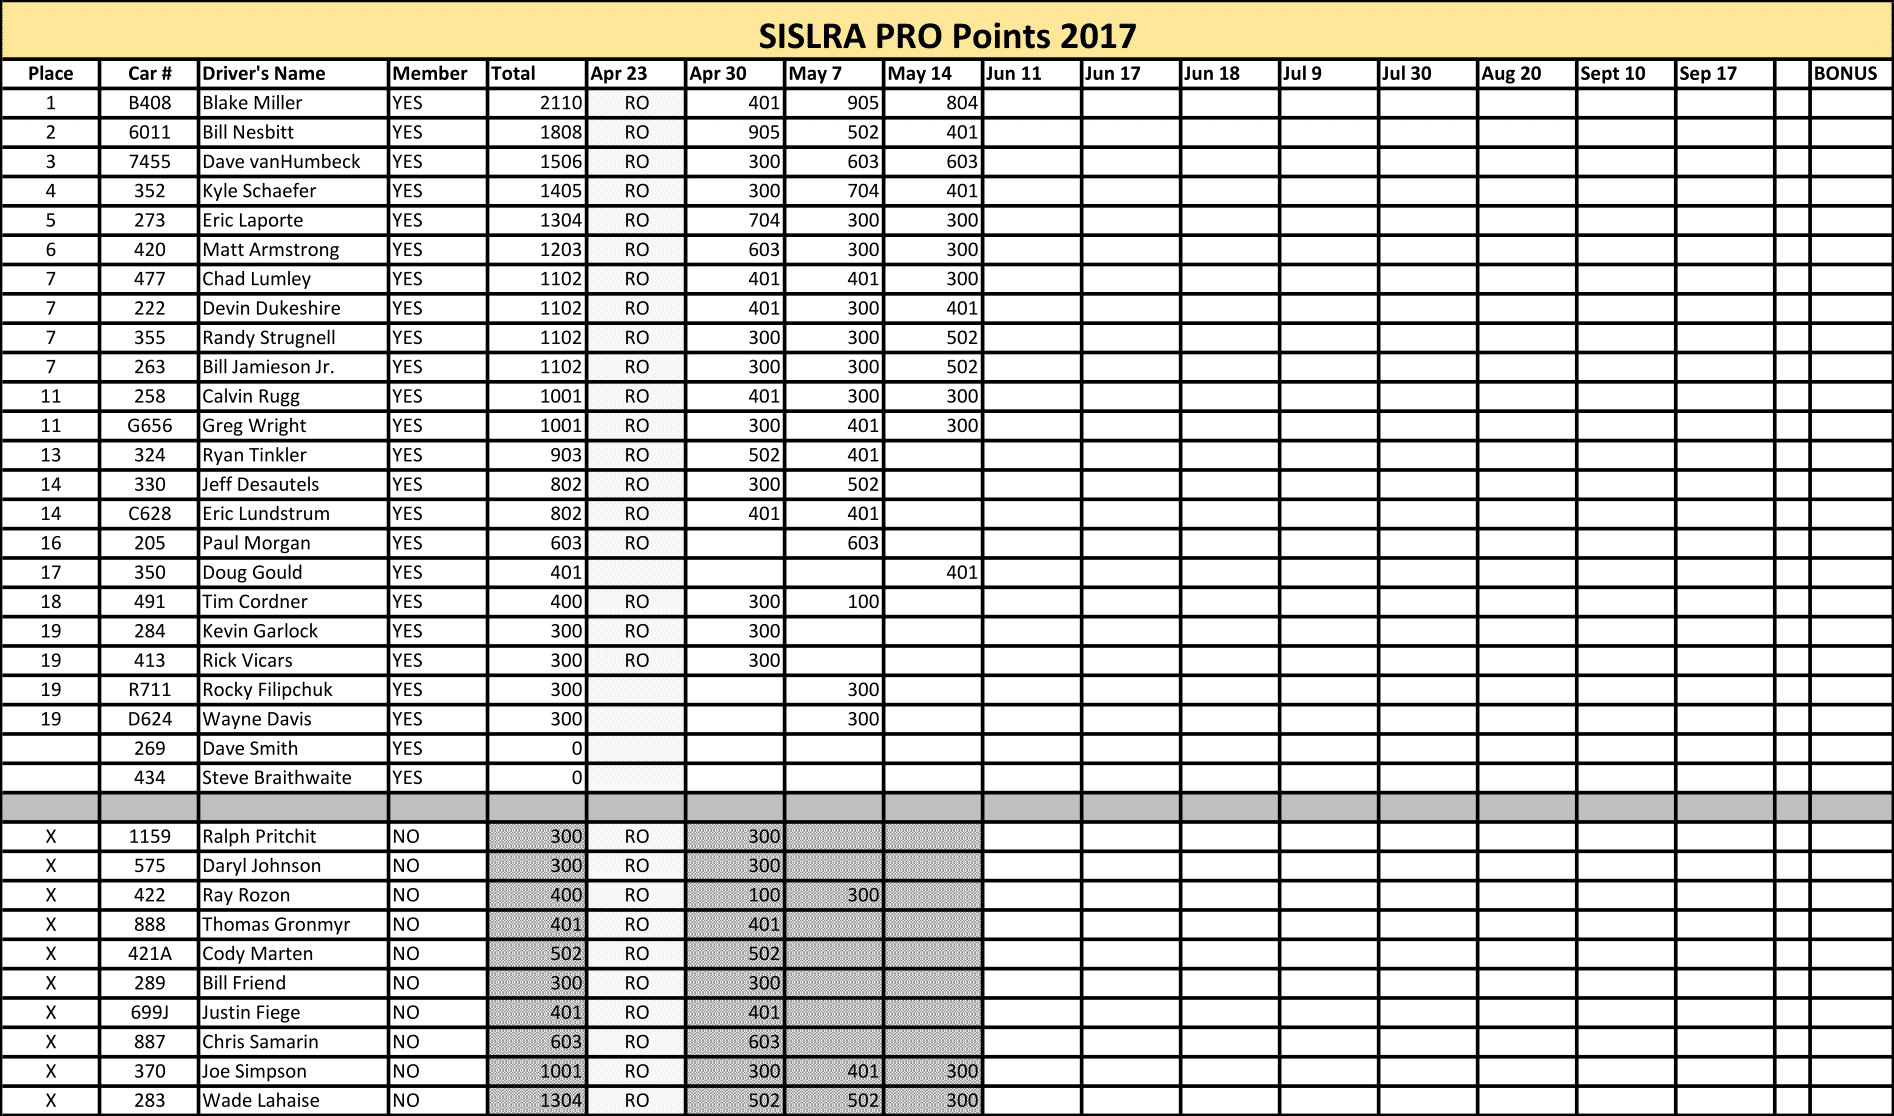 SISLRA PRO Points 2017
Place Car # Driver's Name Member Total Apr 23 Apr 30 May 7 May 14 Jun 11 Jun 17 Jun 18 Jul 9 Jul 30 Aug 20 Sept 10 Sep 17 BONUS
1 B408 Blake Miller YES 2110 RO 401 905 804
2 6011 Bill Nesbitt YES 1808 RO 905 502 401
3 7455 Dave vanHumbeck YES 1506 RO 300 603 603
4 352 Kyle Schaefer YES 1405 RO 300 704 401
5 273 Eric Laporte YES 1304 RO 704 300 300
6 420 Matt Armstrong YES 1203 RO 603 300 300
7 477 Chad Lumley YES 1102 RO 401 401 300
7 222 Devin Dukeshire YES 1102 RO 401 300 401
7 355 Randy Strugnell YES 1102 RO 300 300 502
7 263 Bill Jamieson Jr. YES 1102 RO 300 300 502
11 258 Calvin Rugg YES 1001 RO 401 300 300
11 G656 Greg Wright YES 1001 RO 300 401 300
13 324 Ryan Tinkler YES 903 RO 502 401
14 330 Jeff Desautels YES 802 RO 300 502
14 C628 Eric Lundstrum YES 802 RO 401 401
16 205 Paul Morgan YES 603 RO 603
17 350 Doug Gould YES 401 401
18 491 Tim Cordner YES 400 RO 300 100
19 284 Kevin Garlock YES 300 RO 300
19 413 Rick Vicars YES 300 RO 300
19 R711 Rocky Filipchuk YES 300 300
19 D624 Wayne Davis YES 300 300
269 Dave Smith YES 0
434 Steve Braithwaite YES 0
X 1159 Ralph Pritchit NO 300 RO 300
X 575 Daryl Johnson NO 300 RO 300
X 422 Ray Rozon NO 400 RO 100 300
X 888 Thomas Gronmyr NO 401 RO 401
X 421A Cody Marten NO 502 RO 502
X 289 Bill Friend NO 300 RO 300
X 699J Justin Fiege NO 401 RO 401
X 887 Chris Samarin NO 603 RO 603
X 370 Joe Simpson NO 1001 RO 300 401 300
X 283 Wade Lahaise NO 1304 RO 502 502 300